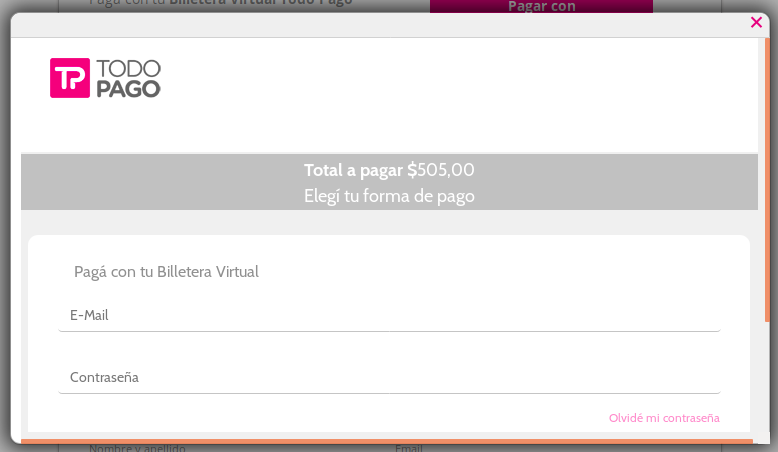 Pagá con tu Billetera Virtual Todo Pago
Pagar con
TP TODO
PAGO
Total a pagar $505,00
Elegí tu forma de pago
Pagá con tu Billetera Virtual
E-Mail
Contraseña
Olvidé mi contraseña
Nombre y apellido
Email